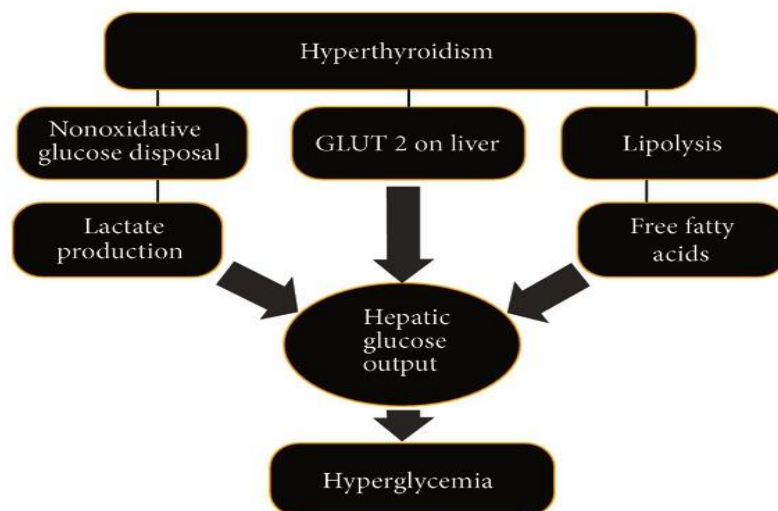 Hyperthyroidism
Nonoxidative
glucose disposal
GLUT 2 on liver
Lipolysis
Lactate
production
Free fatty
acids
Hepatic
glucose
output
Hyperglycemia